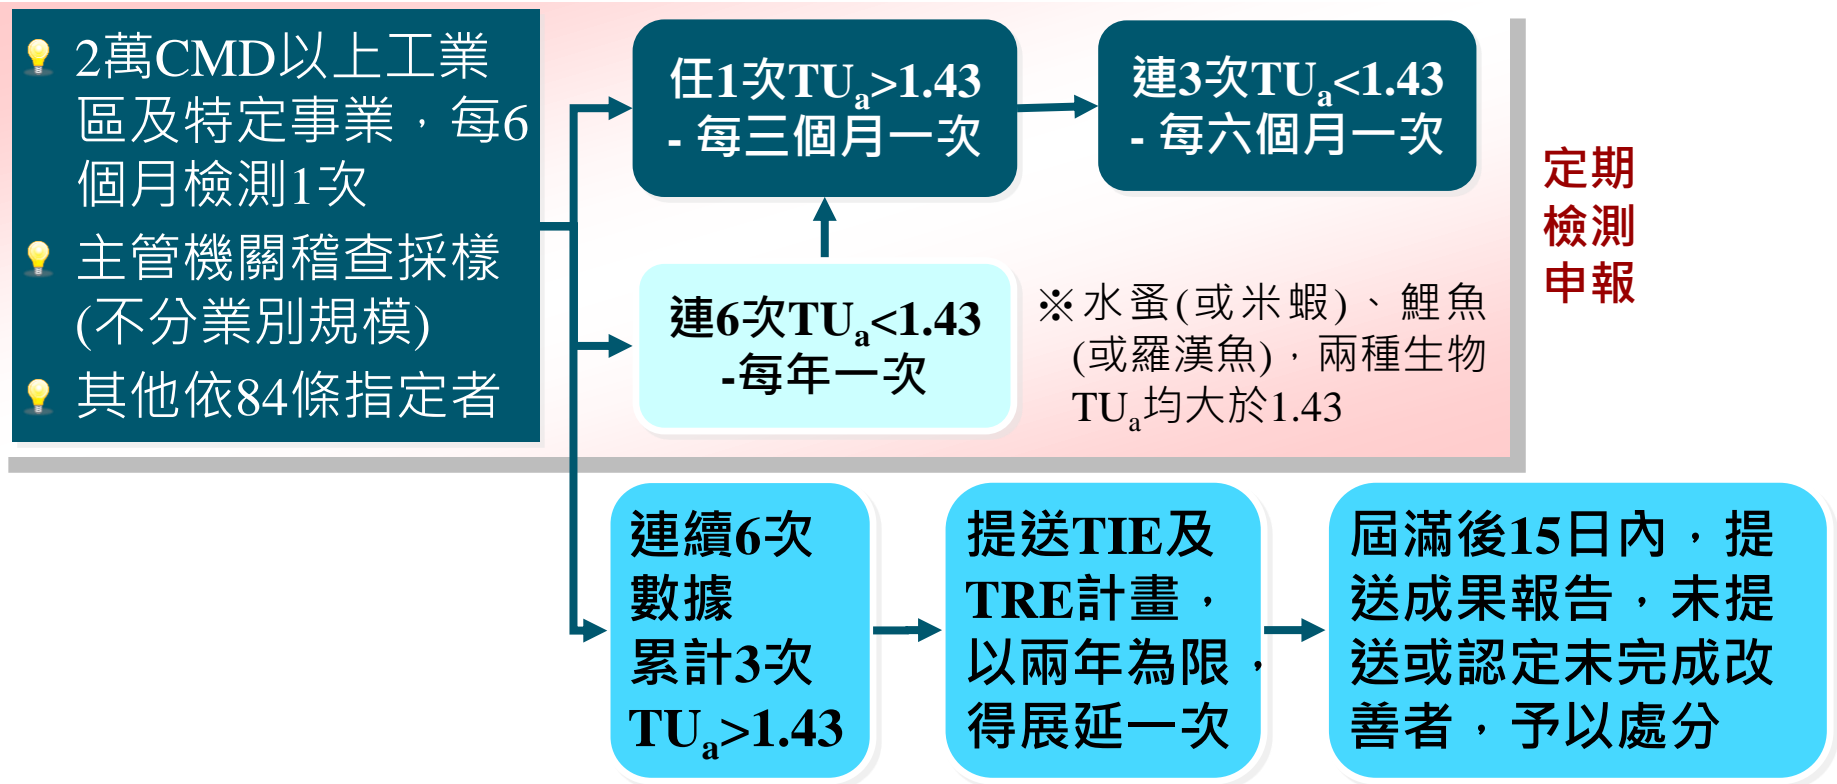 2萬CMD以上工業
區及特定事業，每6
個月檢測1次
主管機關稽查採樣
(不分業別規模)
其他依84條指定者
任1次TUa>1.43
- 每三個月一次
連3次TUa<1.43
- 每六個月一次
連6次TUa<1.43
-每年一次
※水蚤(或米蝦)、鯉魚
(或羅漢魚)，兩種生物
TUa均大於1.43
定期
檢測
申報
連續6次
數據
累計3次
TUa>1.43
提送TIE及
TRE計畫，
以兩年為限，
得展延一次
屆滿後15日內，提
送成果報告，未提
送或認定未完成改
善者，予以處分